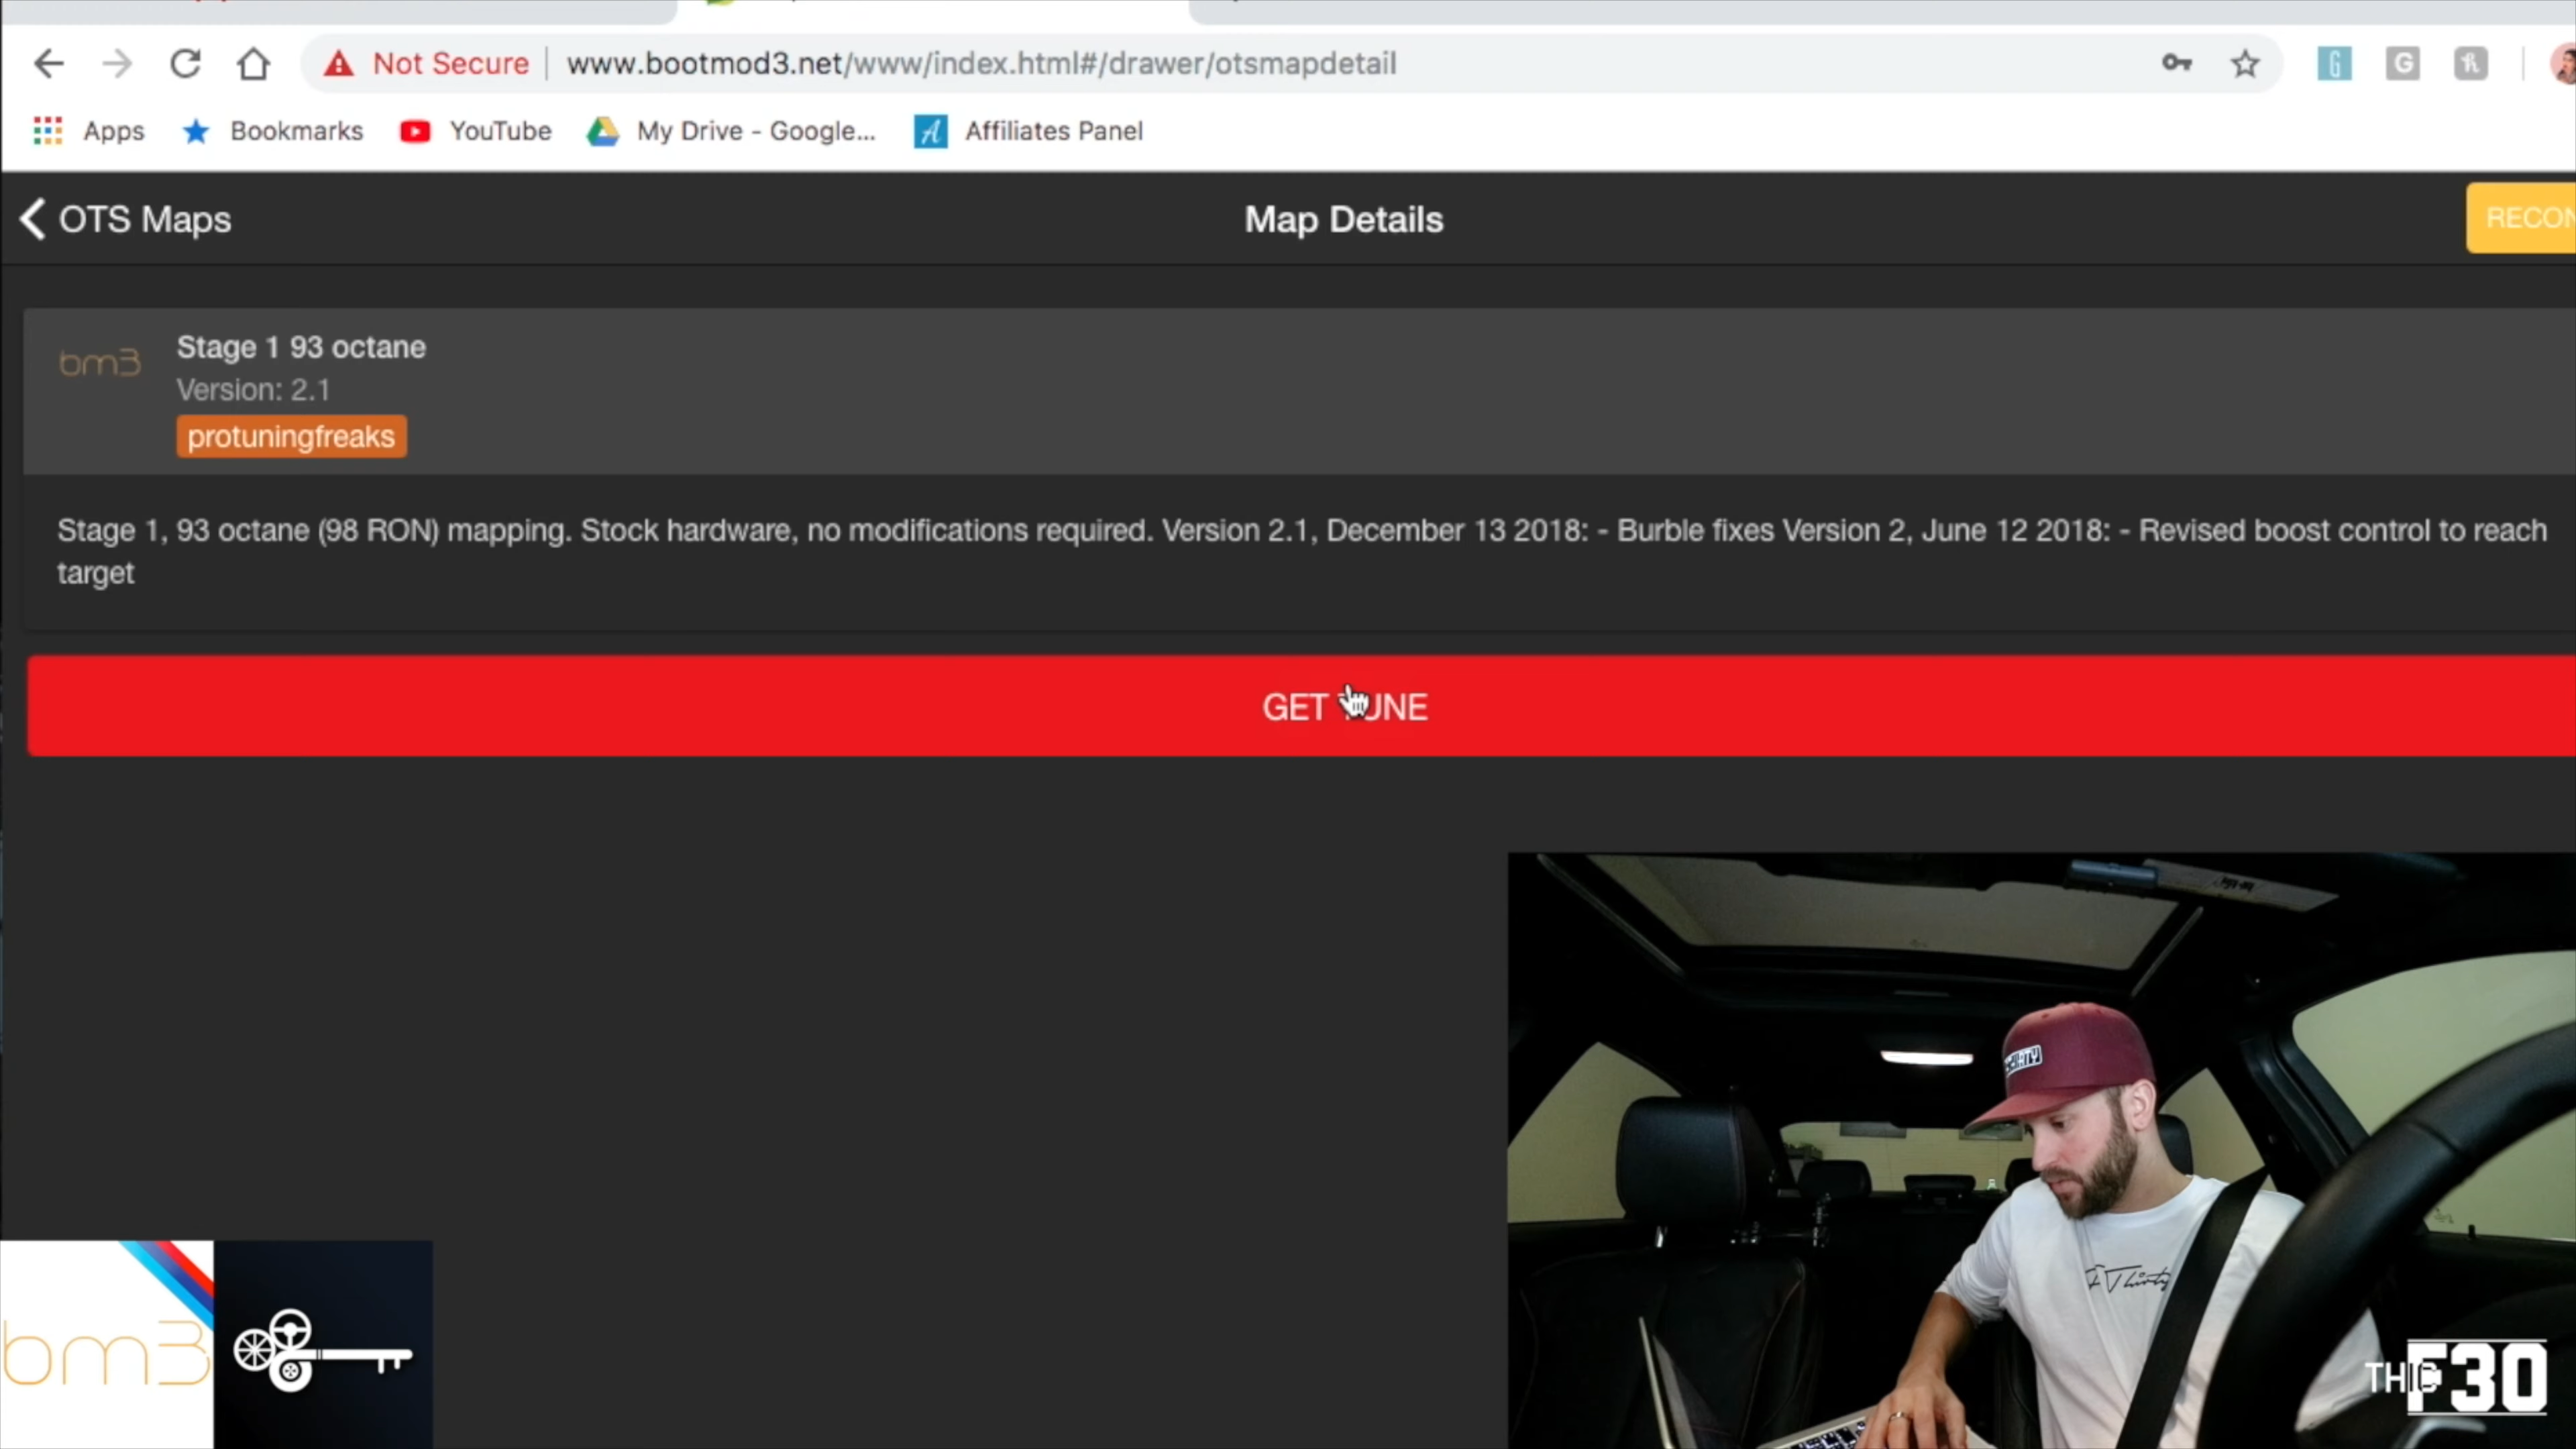 Not Secure www.bootmod3.net/www/index.html#/drawer/otsmapdetail
Apps Bookmarks YouTube My Drive - Google... Affiliates Panel
OTS Maps Map Details RECON
bm3
Stage 1 93 octane
Version: 2.1
protuningfreaks
Stage 1, 93 octane (98 RON) mapping. Stock hardware, no modifications required. Version 2.1, December 13 2018: - Burble fixes Version 2, June 12 2018: - Revised boost control to reach
target
GET TUNE
bm3
F30